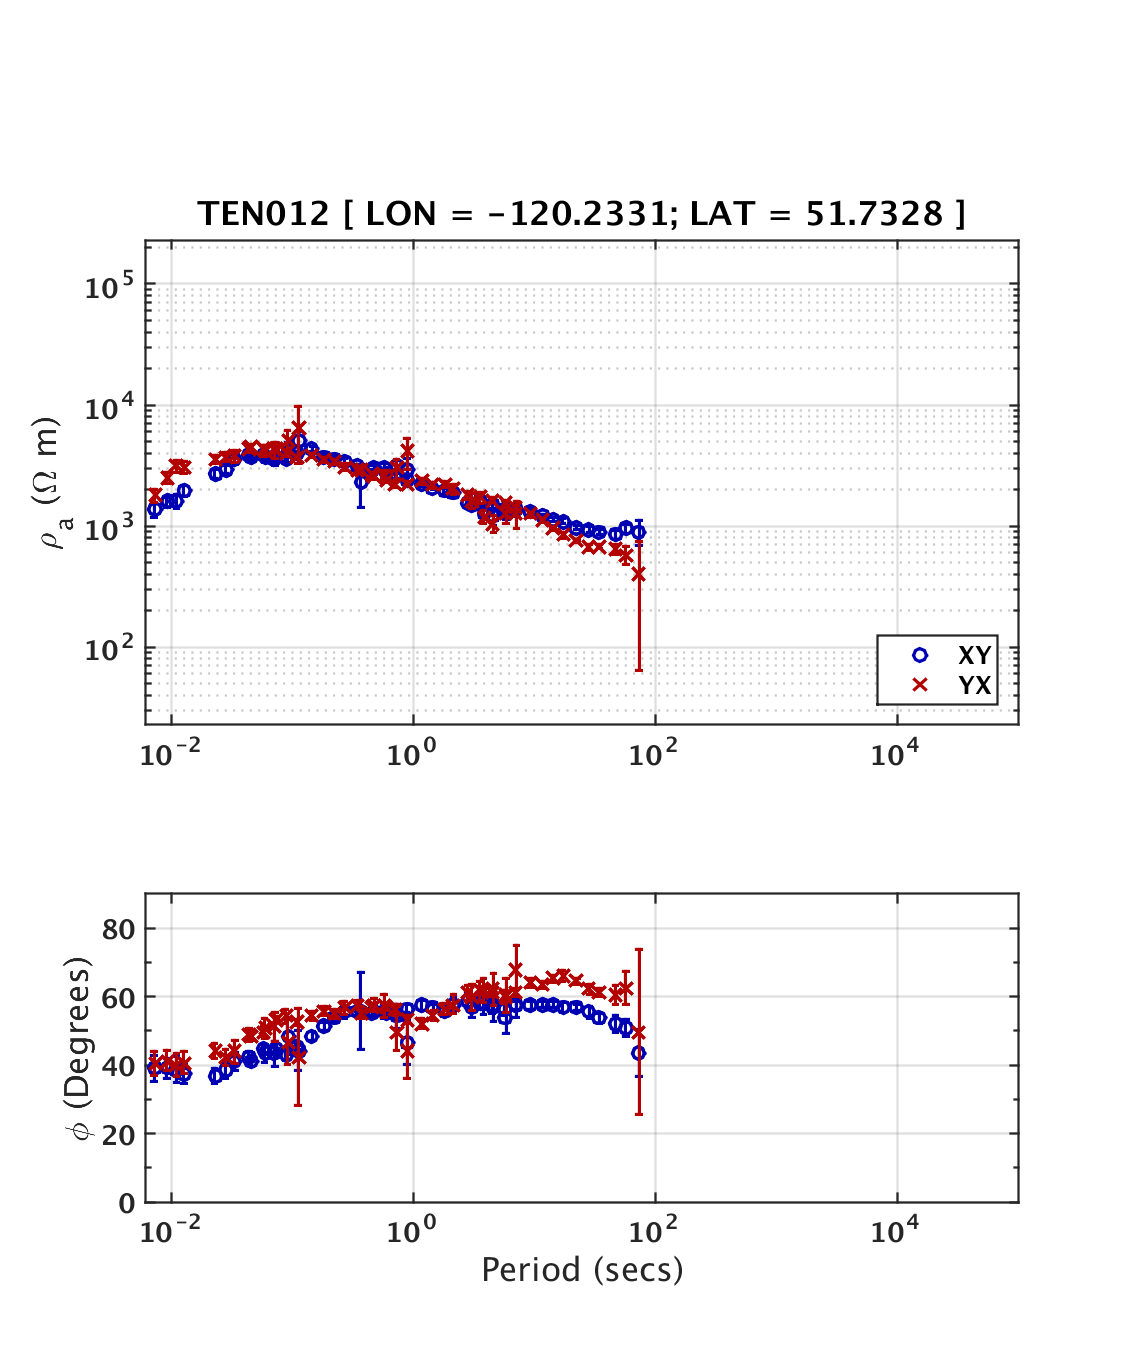 TEN012 [ LON = -120.2331; LAT = 51.7328 ]
10^5
10^4
10^3
10^2
ρ_a (Ω m)
XY
YX
10^-2 10^0 10^2 10^4
80
60
40
20
0
φ (Degrees)
10^-2 10^0 10^2 10^4
Period (secs)